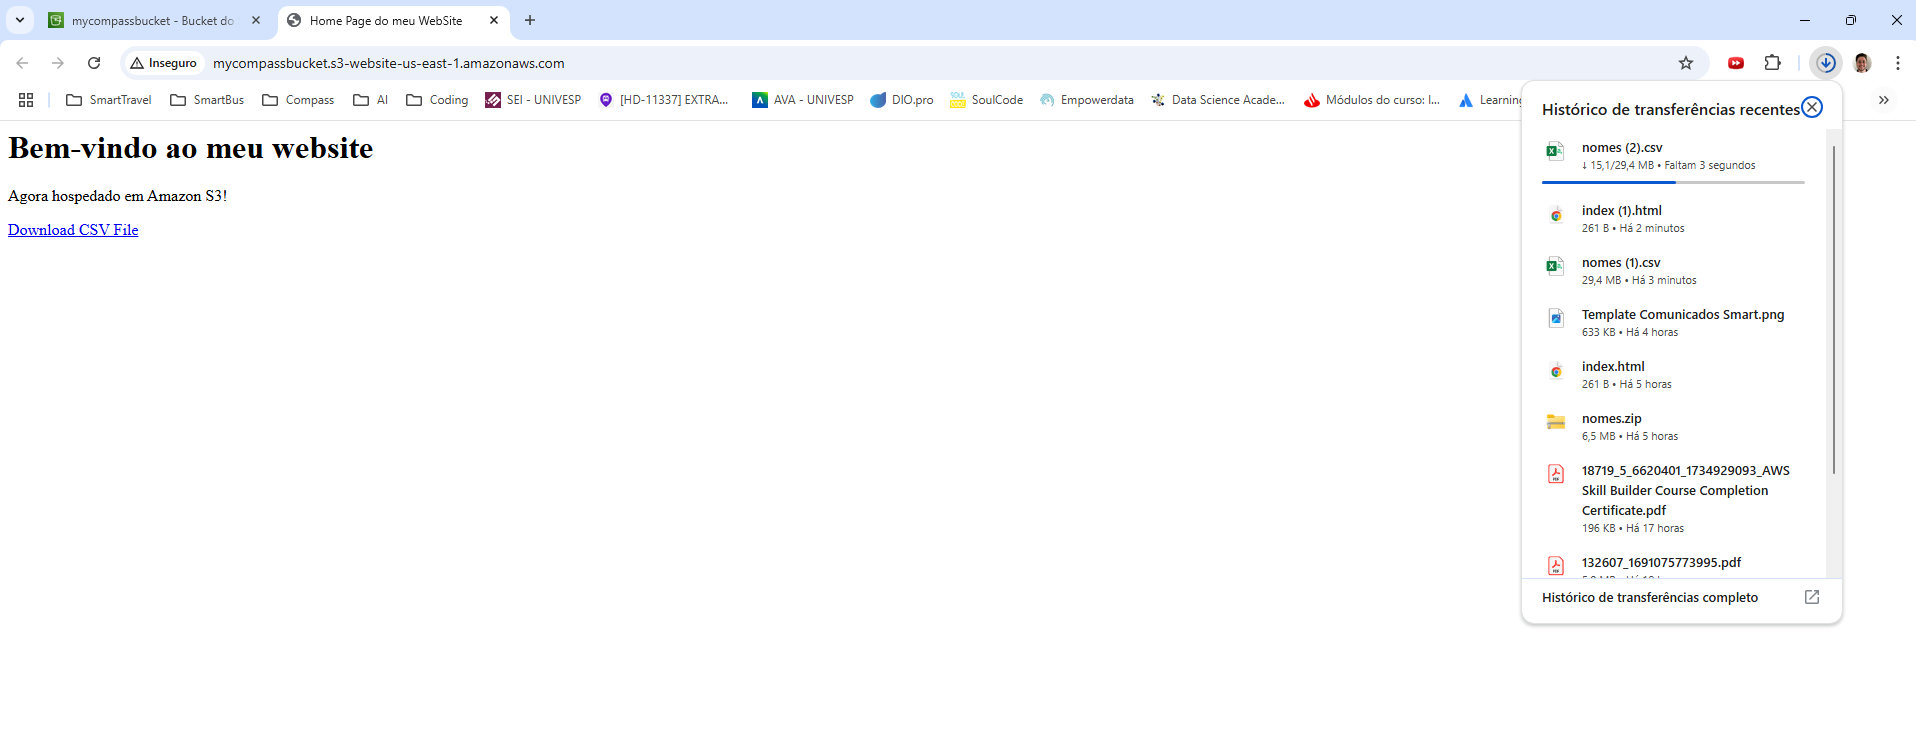 mycompassbucket - Bucket do
Home Page do meu WebSite
Inseguro
mycompassbucket.s3-website-us-east-1.amazonaws.com
SmartTravel
SmartBus
Compass
AI
Coding
SEI - UNIVESP
[HD-11337] EXTRA...
AVA - UNIVESP
DIO.pro
SoulCode
Empowerdata
Data Science Acade...
Módulos do curso: I...
Learning
Bem-vindo ao meu website
Agora hospedado em Amazon S3!
Download CSV File
Histórico de transferências recentes
nomes (2).csv
↓ 15,1/29,4 MB • Faltam 3 segundos
index (1).html
261 B • Há 2 minutos
nomes (1).csv
29,4 MB • Há 3 minutos
Template Comunicados Smart.png
633 KB • Há 4 horas
index.html
261 B • Há 5 horas
nomes.zip
6,5 MB • Há 5 horas
18719_5_6620401_1734929093_AWS
Skill Builder Course Completion
Certificate.pdf
196 KB • Há 17 horas
132607_1691075773995.pdf
Histórico de transferências completo